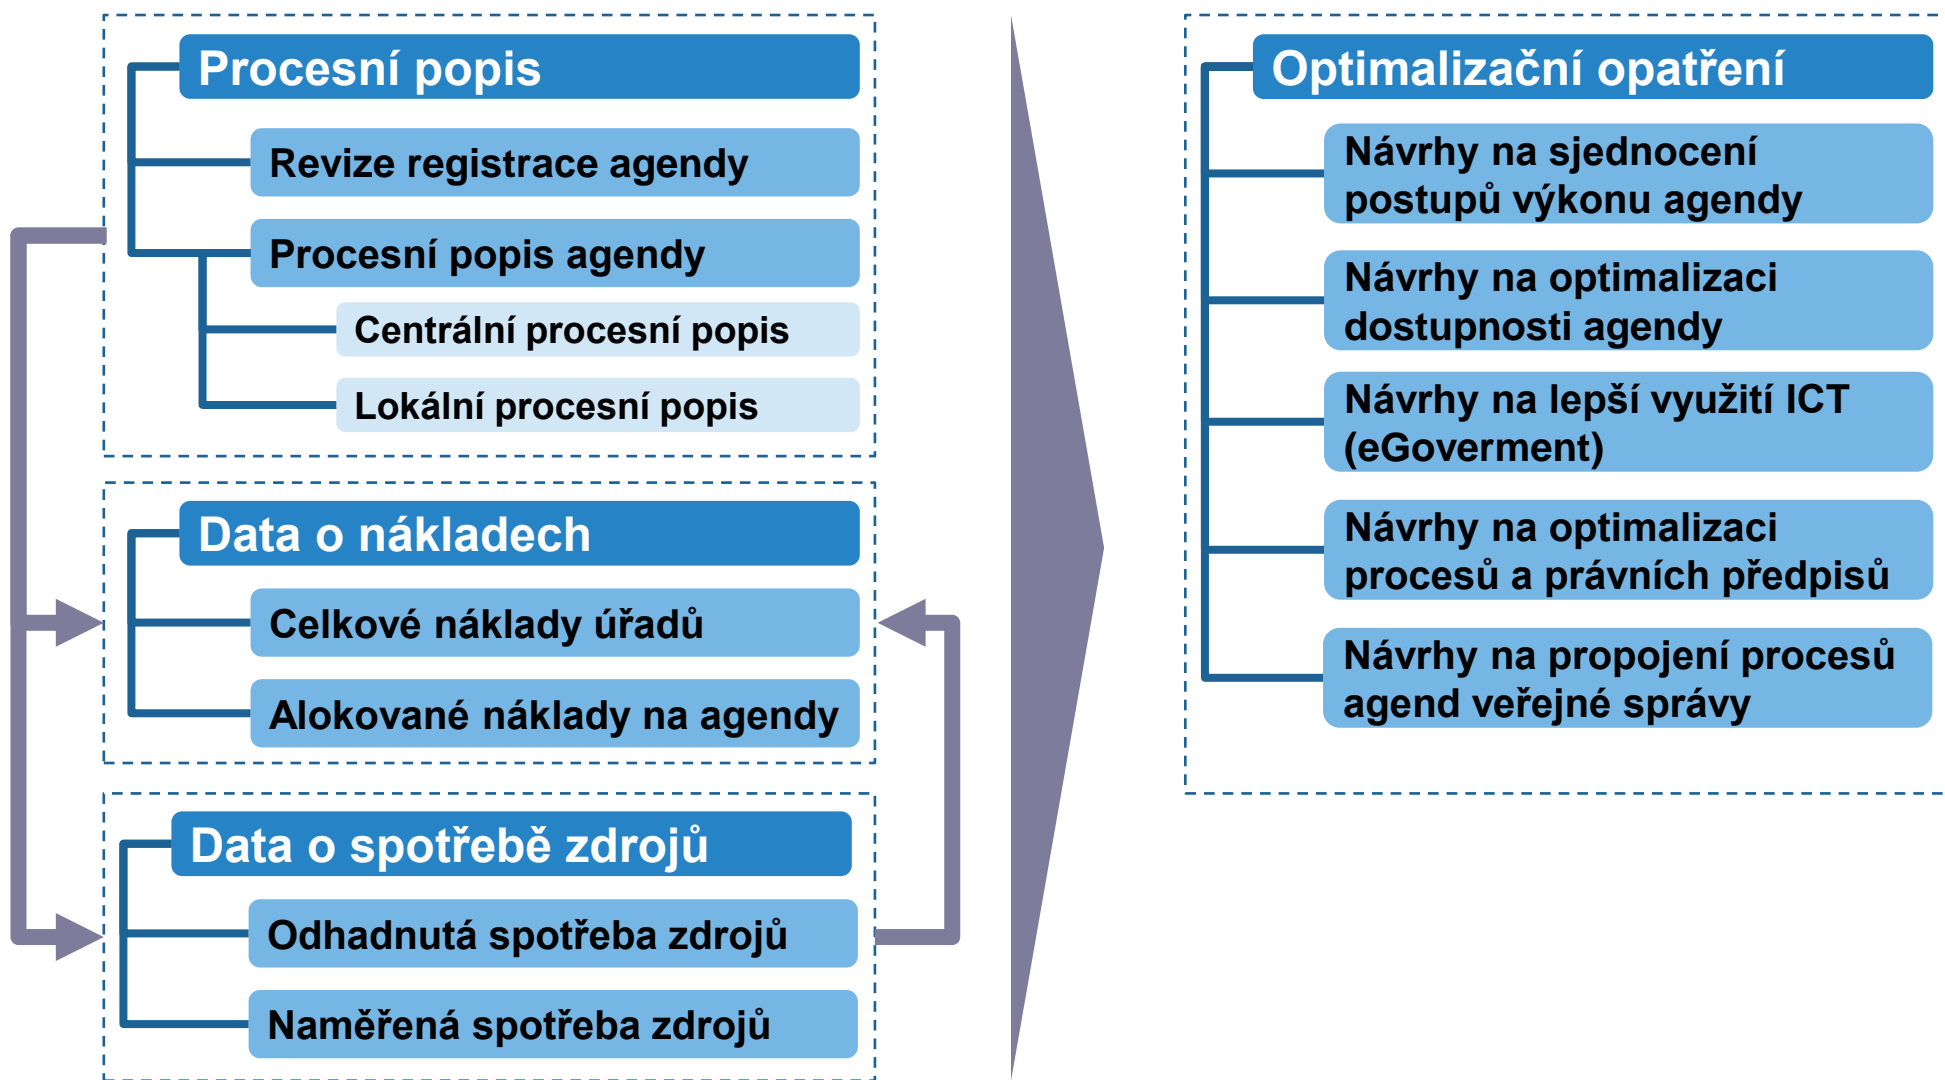 Procesní popis
Revize registrace agendy
Procesní popis agendy
Centrální procesní popis
Lokální procesní popis
Data o nákladech
Celkové náklady úřadů
Alokované náklady na agendy
Data o spotřebě zdrojů
Odhadnutá spotřeba zdrojů
Naměřená spotřeba zdrojů
Optimalizační opatření
Návrhy na sjednocení
postupů výkonu agendy
Návrhy na optimalizaci
dostupnosti agendy
Návrhy na lepší využití ICT
(eGoverment)
Návrhy na optimalizaci
procesů a právních předpisů
Návrhy na propojení procesů
agend veřejné správy